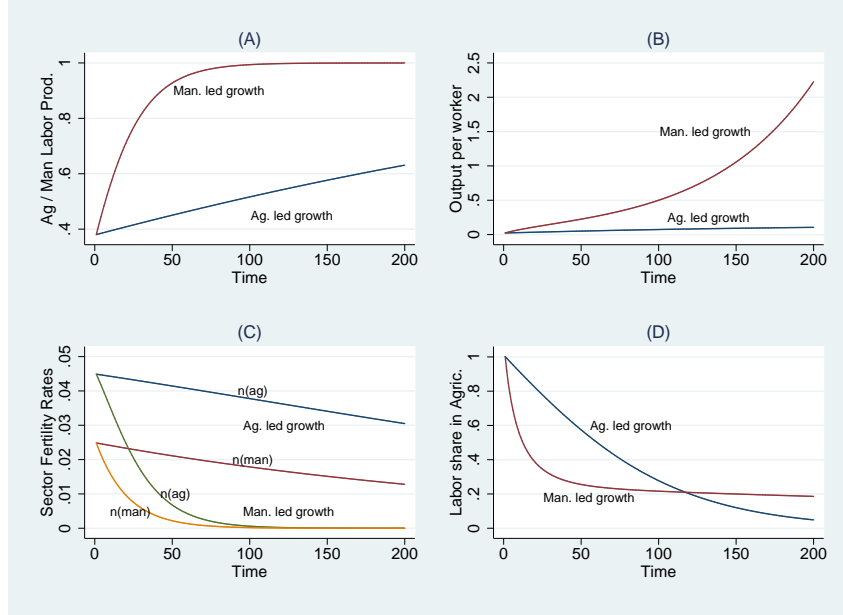 (A)
Ag / Man Labor Prod.
1
.8
.6
.4
Man. led growth
Ag. led growth
0 50 100 150 200
Time
(B)
Output per worker
2.5
2
1.5
1
.5
0
Man. led growth
Ag. led growth
0 50 100 150 200
Time
(C)
Sector Fertility Rates
.05
.04
.03
.02
.01
0
n(ag)
Ag. led growth
n(man)
n(ag)
n(man)
Man. led growth
0 50 100 150 200
Time
(D)
Labor share in Agric.
1
.8
.6
.4
.2
0
Ag. led growth
Man. led growth
0 50 100 150 200
Time